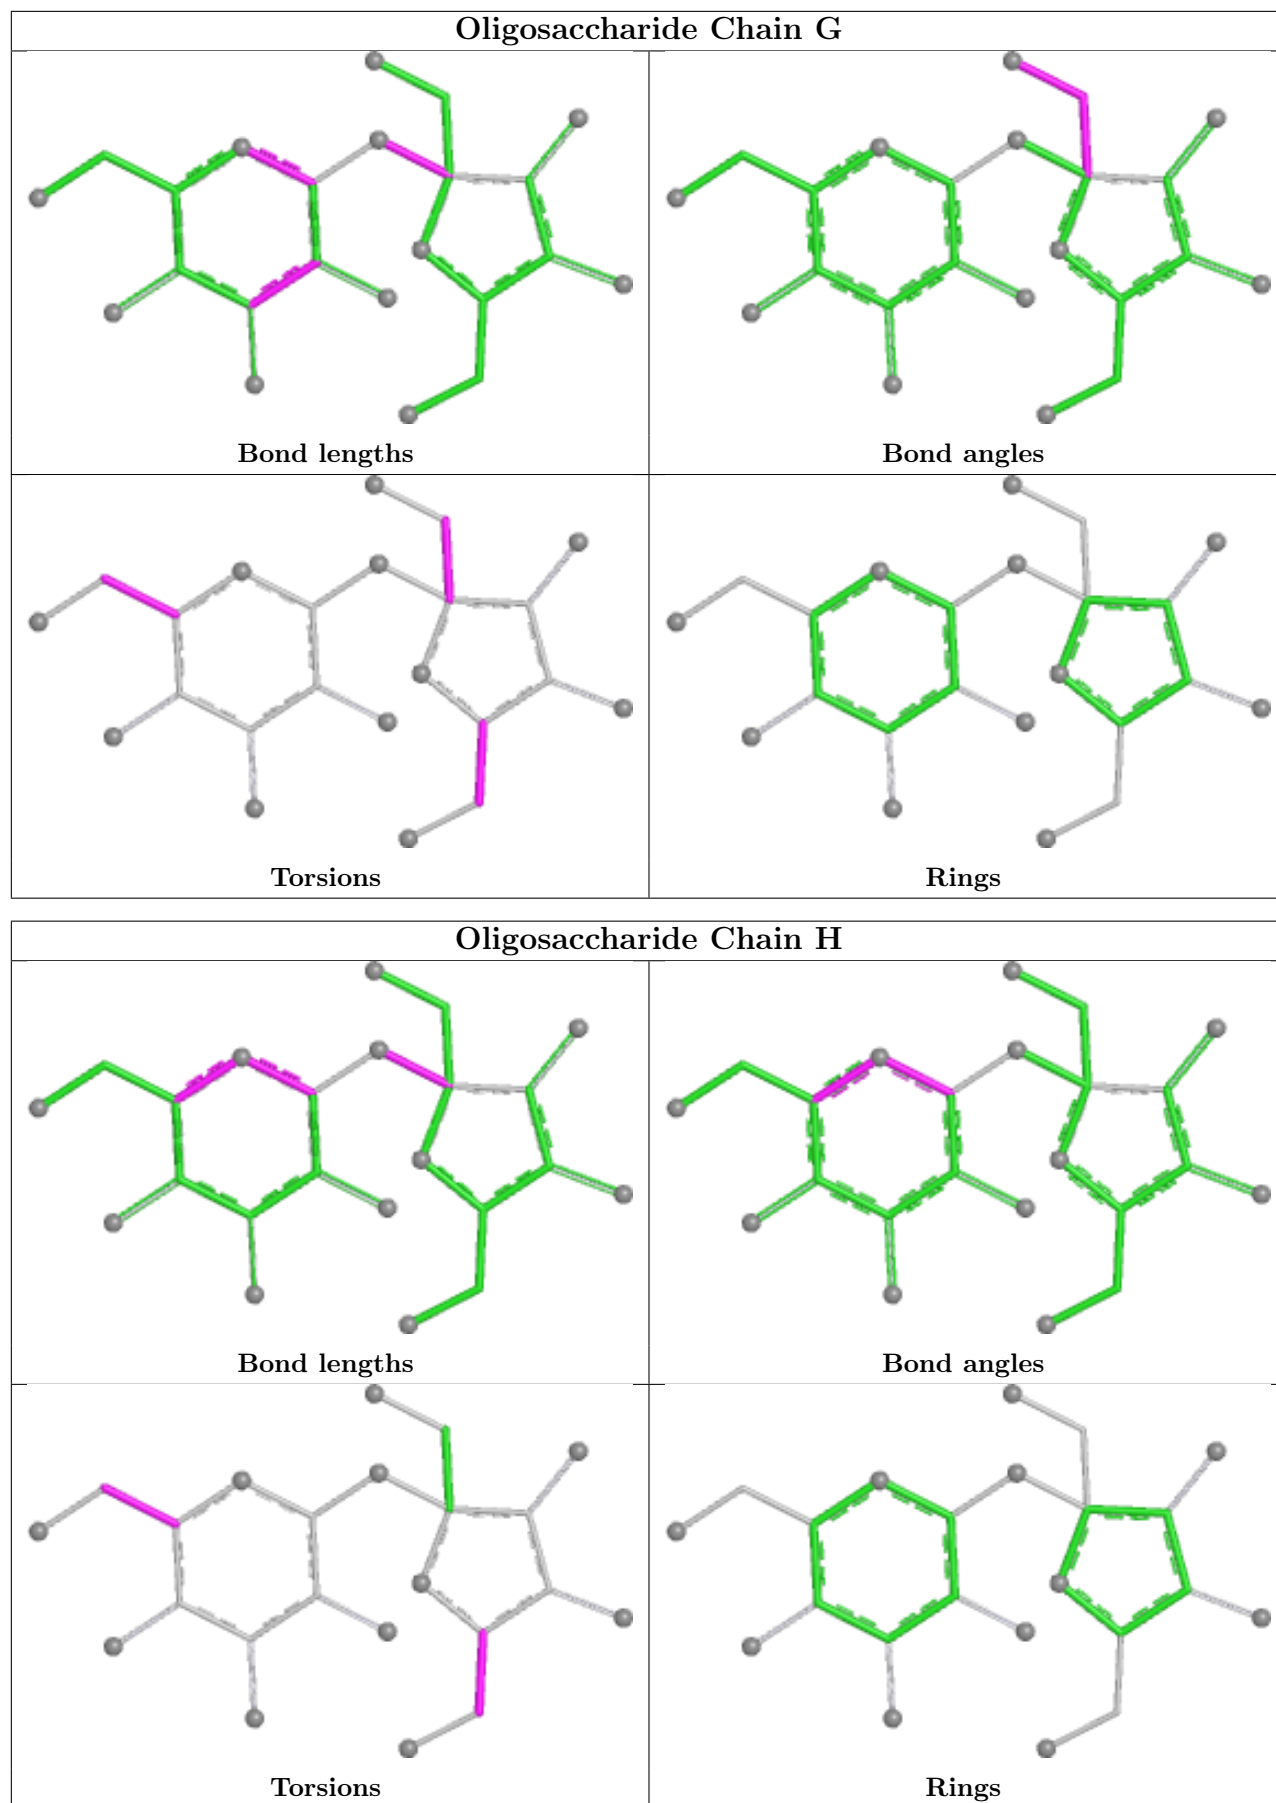 Oligosaccharide Chain G
Bond lengths
Bond angles
Torsions
Rings
Oligosaccharide Chain H
Bond lengths
Bond angles
Torsions
Rings